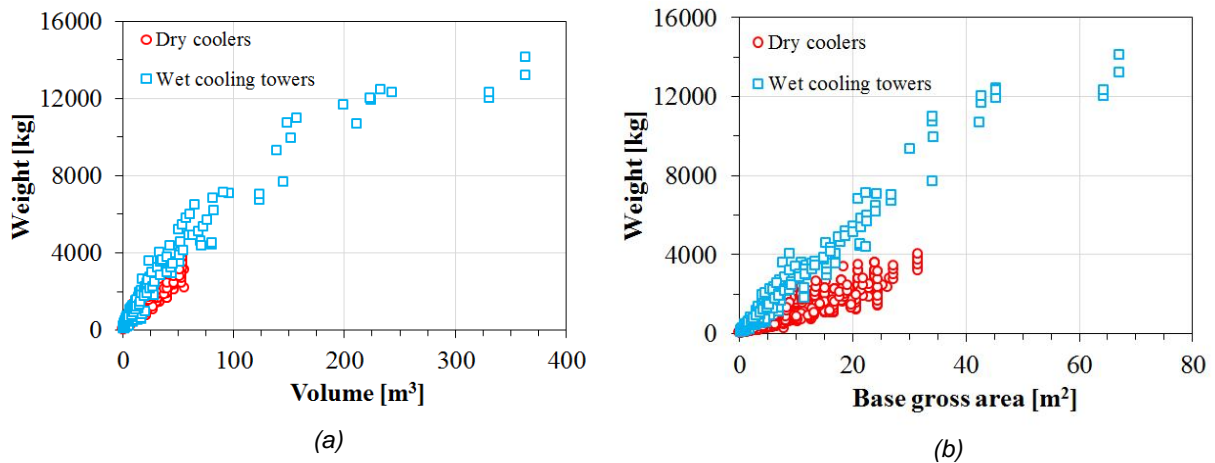 16000
12000
8000
4000
0
Weight [kg]
Dry coolers
Wet cooling towers
0 100 200 300 400
Volume [m³]
(a)
16000
12000
8000
4000
0
Weight [kg]
Dry coolers
Wet cooling towers
0 20 40 60 80
Base gross area [m²]
(b)